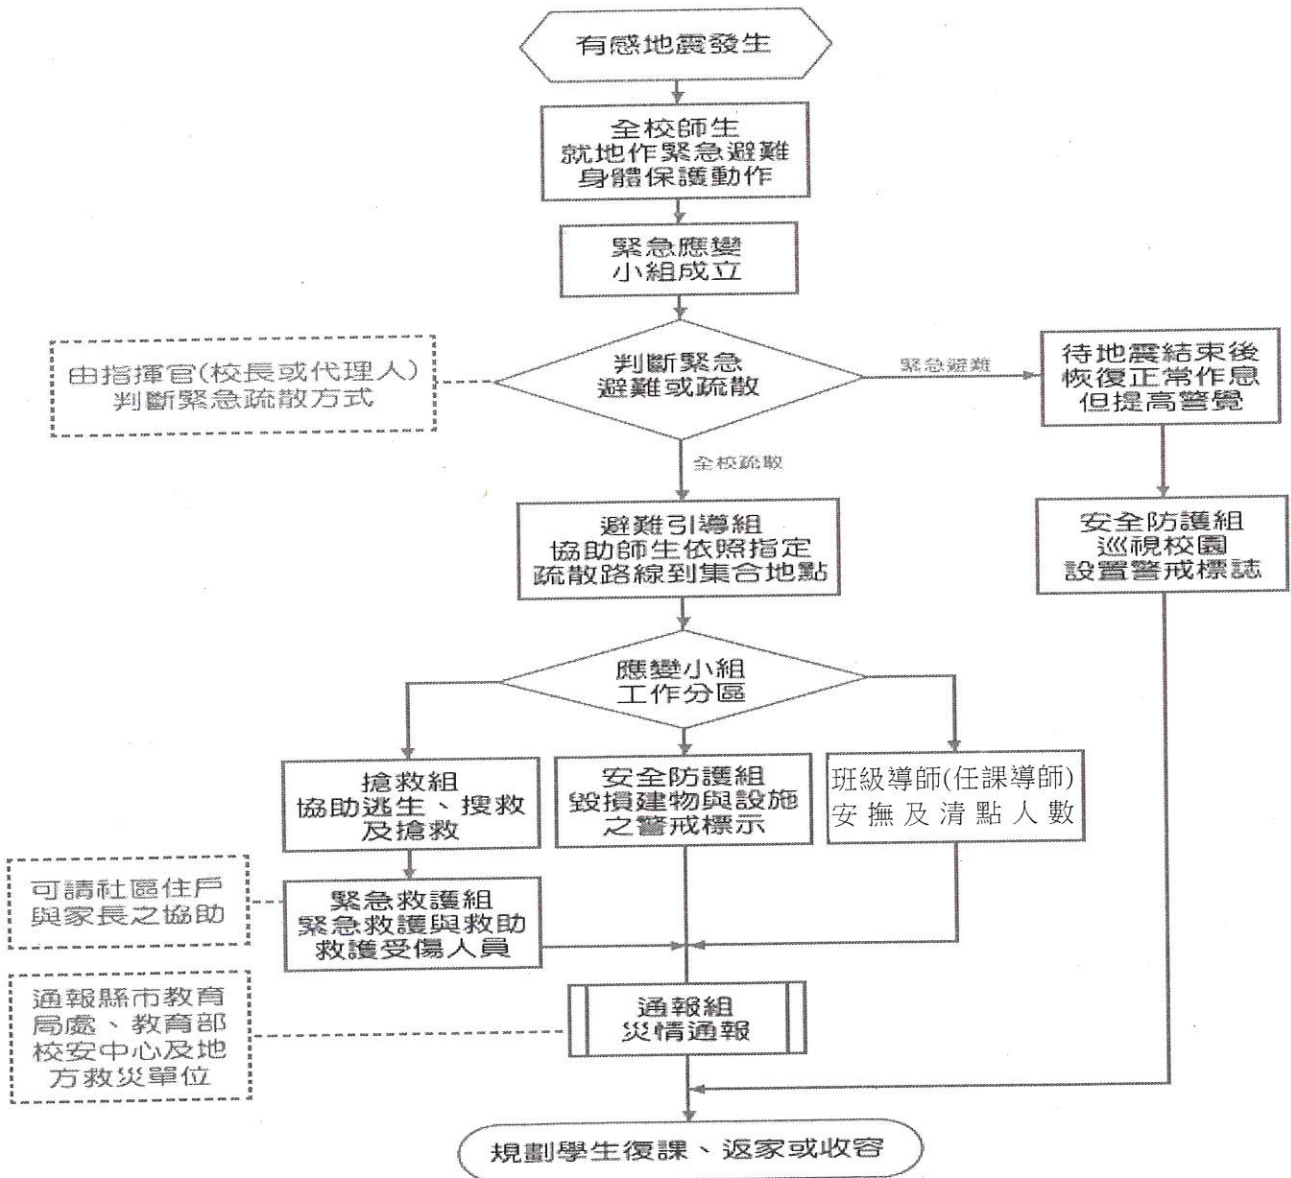 有感地震發生
全校師生
就地作緊急避難
身體保護動作
緊急應變
小組成立
由指揮官(校長或代理人)
判斷緊急疏散方式
判斷緊急
避難或疏散
緊急避難
待地震結束後
恢復正常作息
但提高警覺
全校疏散
避難引導組
協助師生依照指定
疏散路線到集合地點
安全防護組
巡視校園
設置警戒標誌
應變小組
工作分區
搶救組
協助逃生、搜救
及搶救
安全防護組
毀損建物與設施
之警戒標示
班級導師(任課導師)
安撫及清點人數
可請社區住戶
與家長之協助
緊急救護組
緊急救護與救助
救護受傷人員
通報縣市教育
局處、教育部
校安中心及地
方救災單位
通報組
災情通報
規劃學生復課、返家或收容